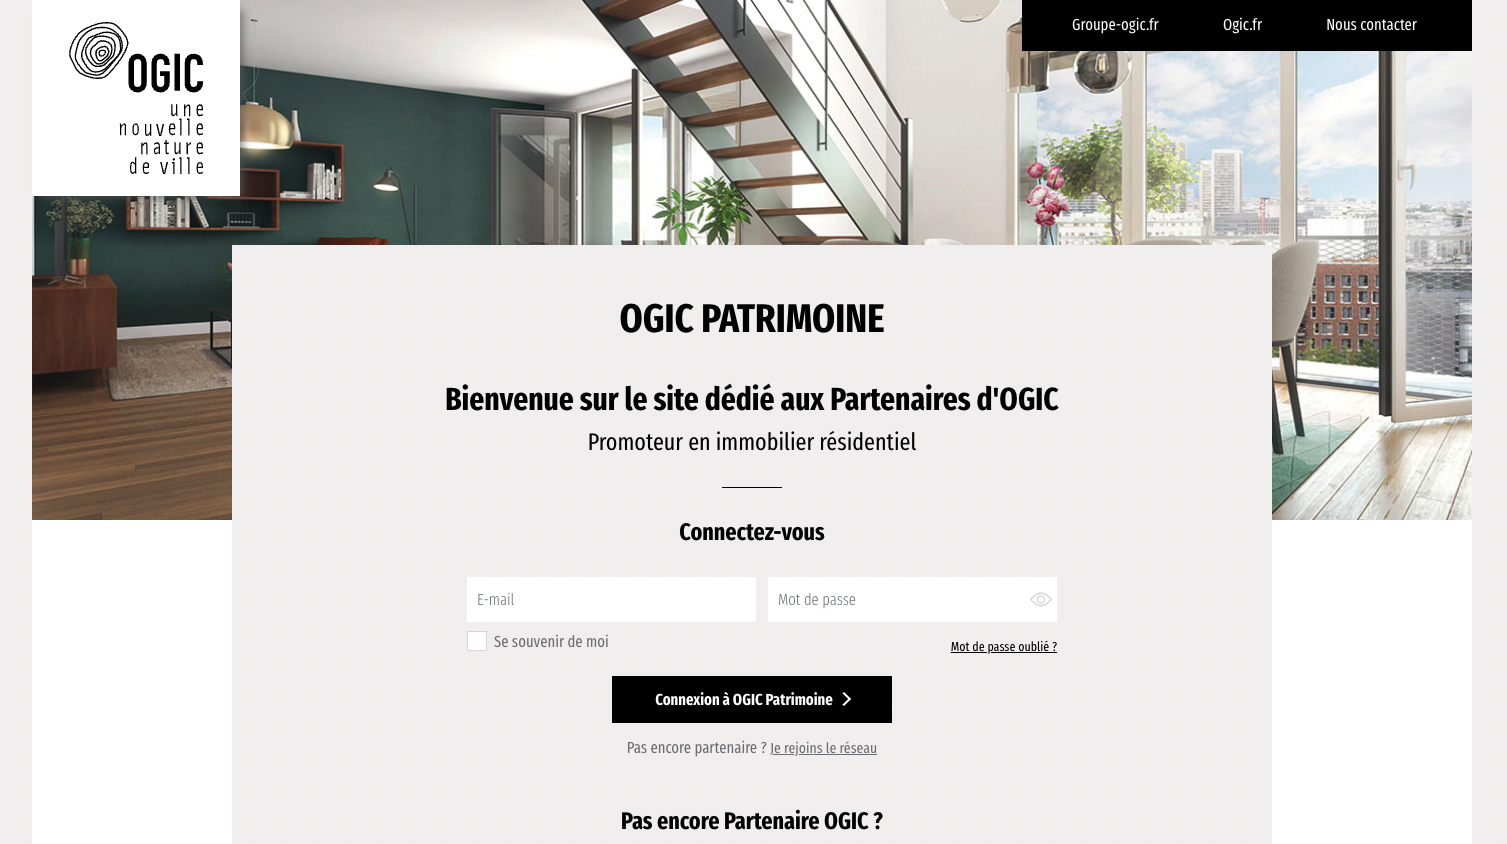 OGIC
une
nouvelle
nature
de ville
Groupe-ogic.fr
Ogic.fr
Nous contacter
OGIC PATRIMOINE
Bienvenue sur le site dédié aux Partenaires d'OGIC
Promoteur en immobilier résidentiel
Connectez-vous
E-mail
Mot de passe
Se souvenir de moi
Mot de passe oublié ?
Connexion à OGIC Patrimoine
Pas encore partenaire ? Je rejoins le réseau
Pas encore Partenaire OGIC ?